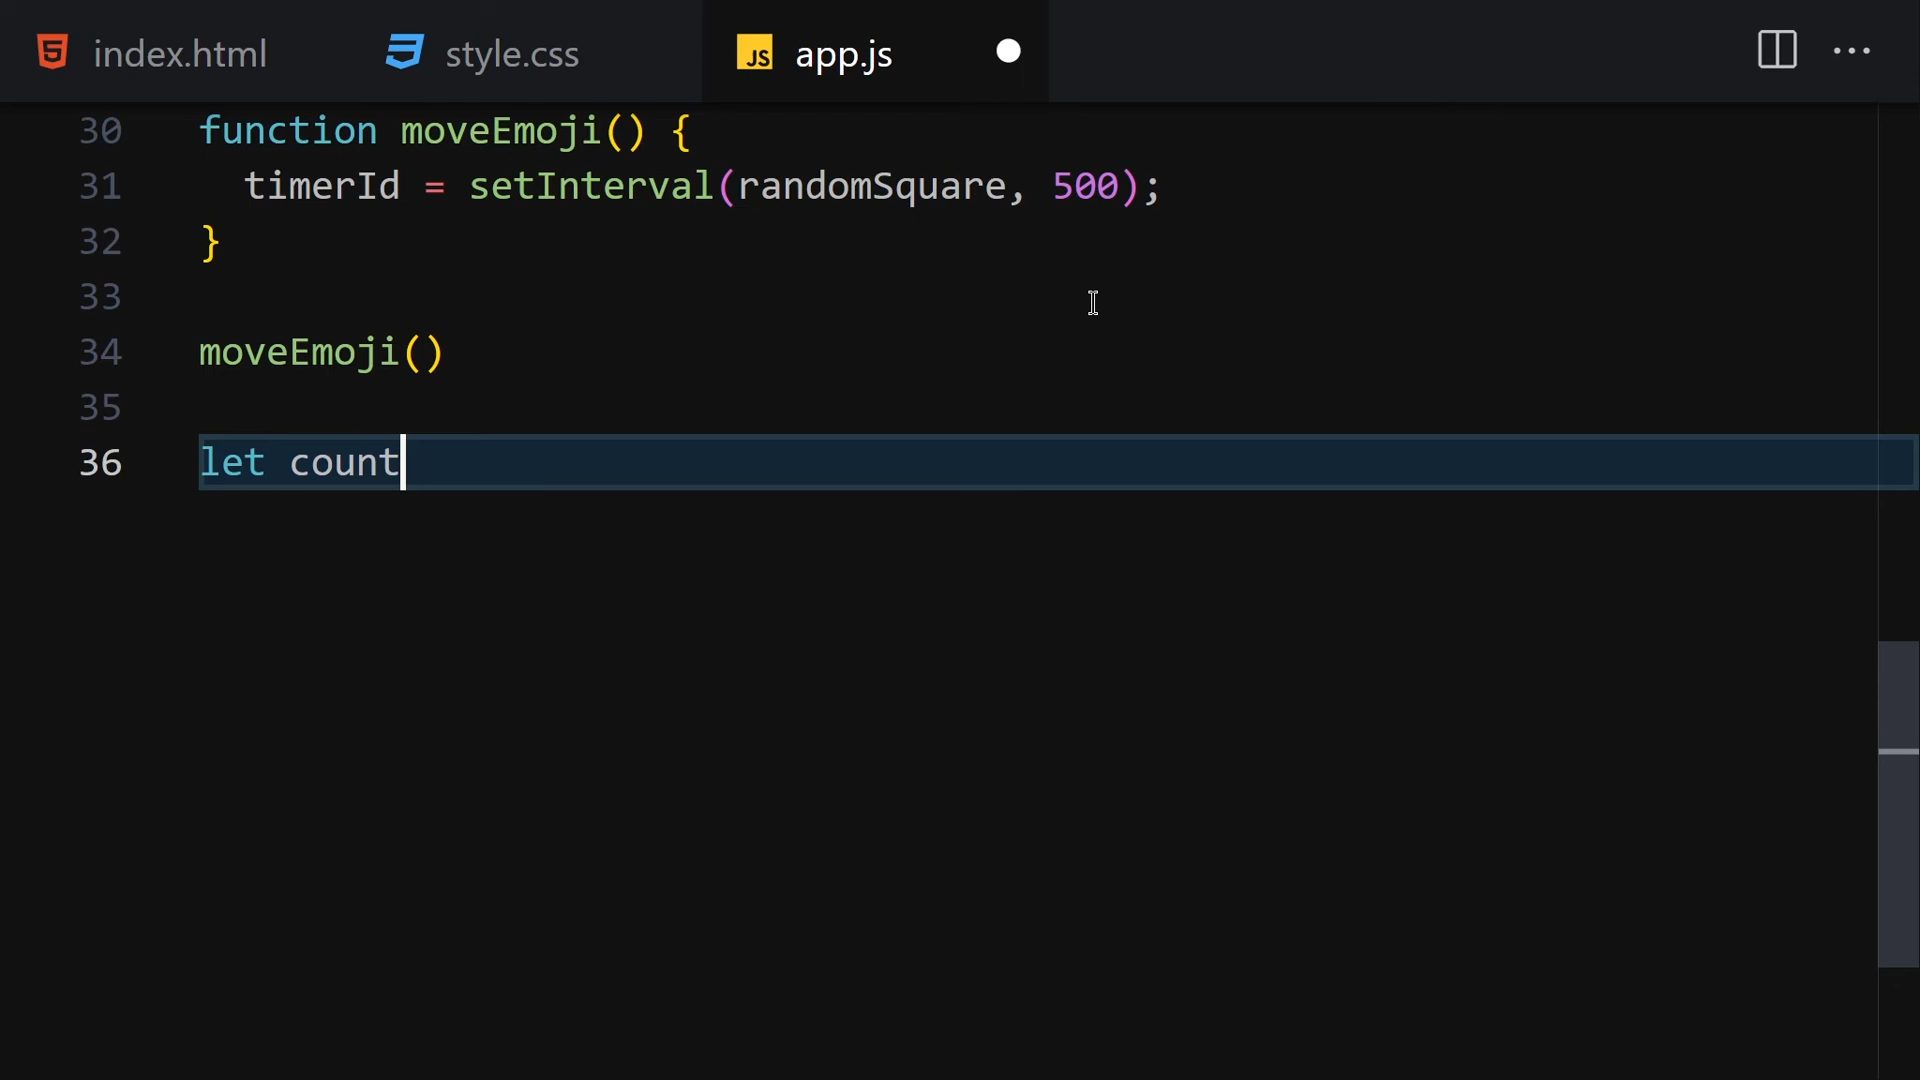 index.html style.css JS app.js
30 function moveEmoji() {
31 timerId = setInterval(randomSquare, 500);
32 }
33
34 moveEmoji()
35
36 let count